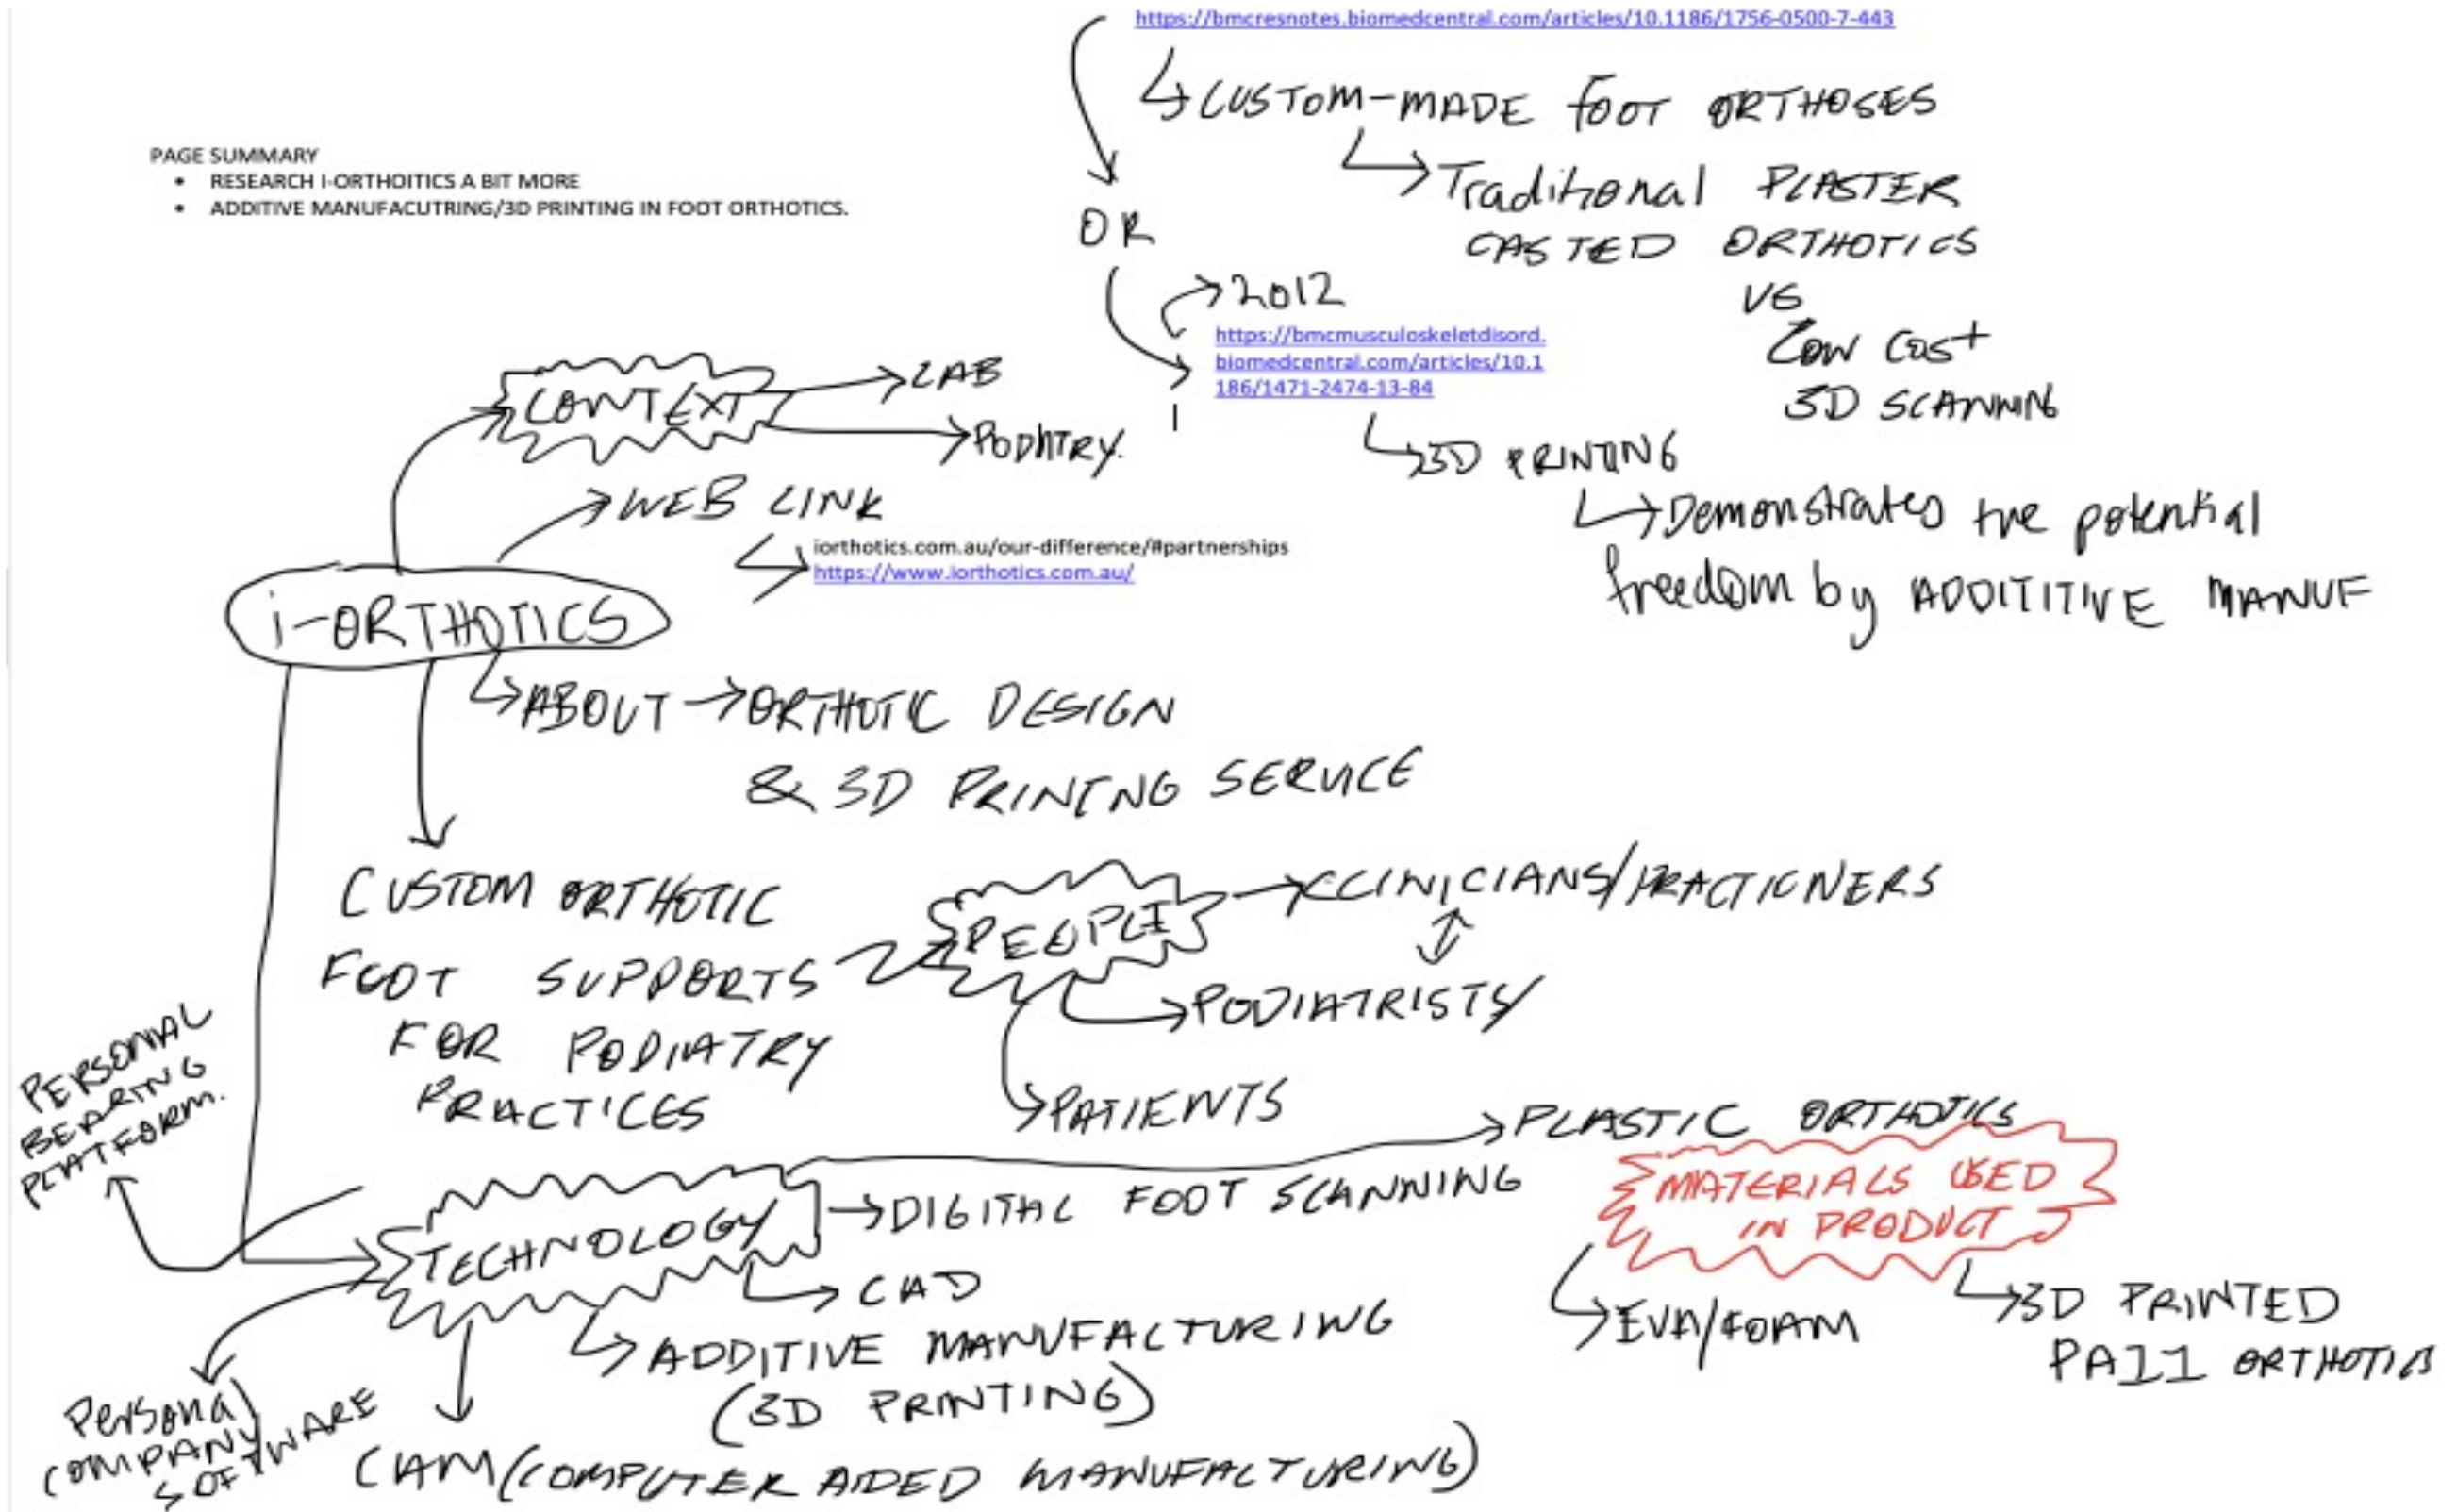 https://bmcresnotes.biomedcentral.com/articles/10.1186/1756-0500-7-443
CUSTOM-MADE FOOT ORTHOSES
Traditional PLASTER
CASTED ORTHOTICS
VS
LOW COST
3D SCANNING
PAGE SUMMARY
• RESEARCH I-ORTHOITICS A BIT MORE
• ADDITIVE MANUFACUTRING/3D PRINTING IN FOOT ORTHOTICS.
OR
2012
https://bmcmusculoskeletdisord.
biomedcentral.com/articles/10.1
186/1471-2474-13-84
3D PRINTING
Demonstrates the potential
freedom by ADDITITIVE MANUF
CONTEXT
LAB
PODIATRY.
WEB LINK
iorthotics.com.au/our-difference/#partnerships
https://www.iorthotics.com.au/
i-ORTHOTICS
ABOUT → ORTHOTIC DESIGN
& 3D PRINTNG SERVICE
CUSTOM ORTHOTIC
FOOT SUPPORTS
FOR PODIATRY
PRACTICES
PEOPLE
CLINICIANS/PRACTIONERS
PODIATRISTS
PATIENTS
PERSONAL
BEARING
PLATFORM.
TECHNOLOGY
PLASTIC ORTHOTICS
DIGITAL FOOT SCANNING
CAD
ADDITIVE MANUFACTURING
(3D PRINTING)
CAM (COMPUTER AIDED MANUFACTURING)
Personal
COMPANY
SOFTWARE
MATERIALS USED
IN PRODUCT
EVA/FOAM
3D PRINTED
PA11 ORTHOTICS